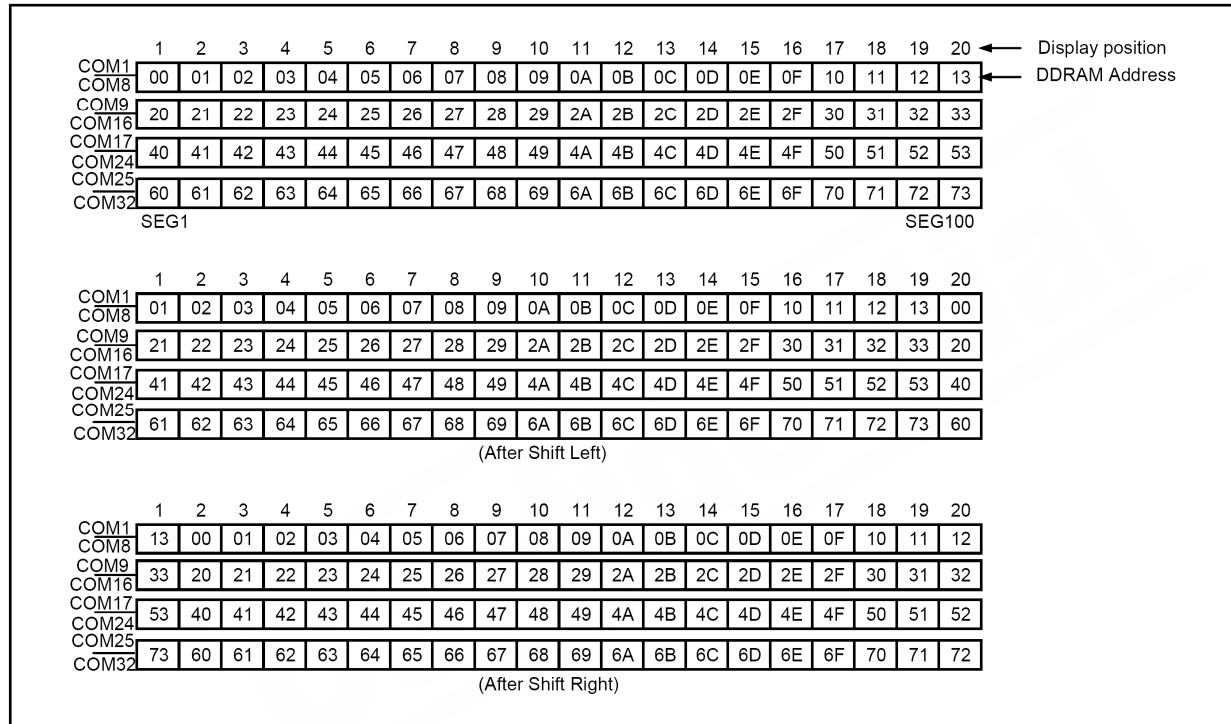 1 2 3 4 5 6 7 8 9 10 11 12 13 14 15 16 17 18 19 20 Display position
COM1
COM8 00 01 02 03 04 05 06 07 08 09 0A 0B 0C 0D 0E 0F 10 11 12 13 DDRAM Address
COM9
COM16 20 21 22 23 24 25 26 27 28 29 2A 2B 2C 2D 2E 2F 30 31 32 33
COM17
COM24 40 41 42 43 44 45 46 47 48 49 4A 4B 4C 4D 4E 4F 50 51 52 53
COM25
COM32 60 61 62 63 64 65 66 67 68 69 6A 6B 6C 6D 6E 6F 70 71 72 73
SEG1 SEG100
1 2 3 4 5 6 7 8 9 10 11 12 13 14 15 16 17 18 19 20
COM1
COM8 01 02 03 04 05 06 07 08 09 0A 0B 0C 0D 0E 0F 10 11 12 13 00
COM9
COM16 21 22 23 24 25 26 27 28 29 2A 2B 2C 2D 2E 2F 30 31 32 33 20
COM17
COM24 41 42 43 44 45 46 47 48 49 4A 4B 4C 4D 4E 4F 50 51 52 53 40
COM25
COM32 61 62 63 64 65 66 67 68 69 6A 6B 6C 6D 6E 6F 70 71 72 73 60
(After Shift Left)
1 2 3 4 5 6 7 8 9 10 11 12 13 14 15 16 17 18 19 20
COM1
COM8 13 00 01 02 03 04 05 06 07 08 09 0A 0B 0C 0D 0E 0F 10 11 12
COM9
COM16 33 20 21 22 23 24 25 26 27 28 29 2A 2B 2C 2D 2E 2F 30 31 32
COM17
COM24 53 40 41 42 43 44 45 46 47 48 49 4A 4B 4C 4D 4E 4F 50 51 52
COM25
COM32 73 60 61 62 63 64 65 66 67 68 69 6A 6B 6C 6D 6E 6F 70 71 72
(After Shift Right)